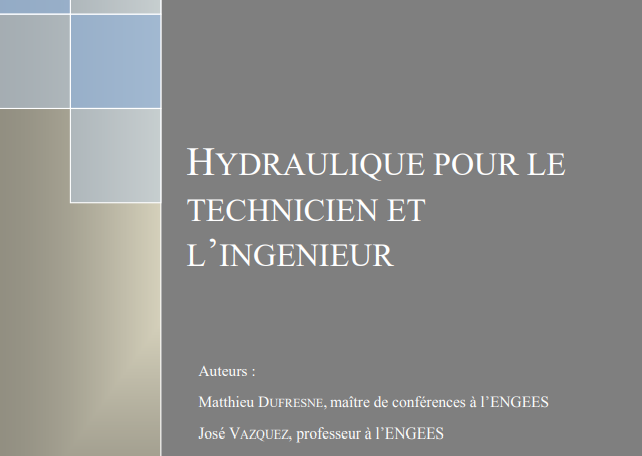 HYDRAULIQUE POUR LE
TECHNICIEN ET
L’INGENIEUR
Auteurs :
Matthieu DUFRESNE, maître de conférences à l’ENGEES
José VAZQUEZ, professeur à l’ENGEES